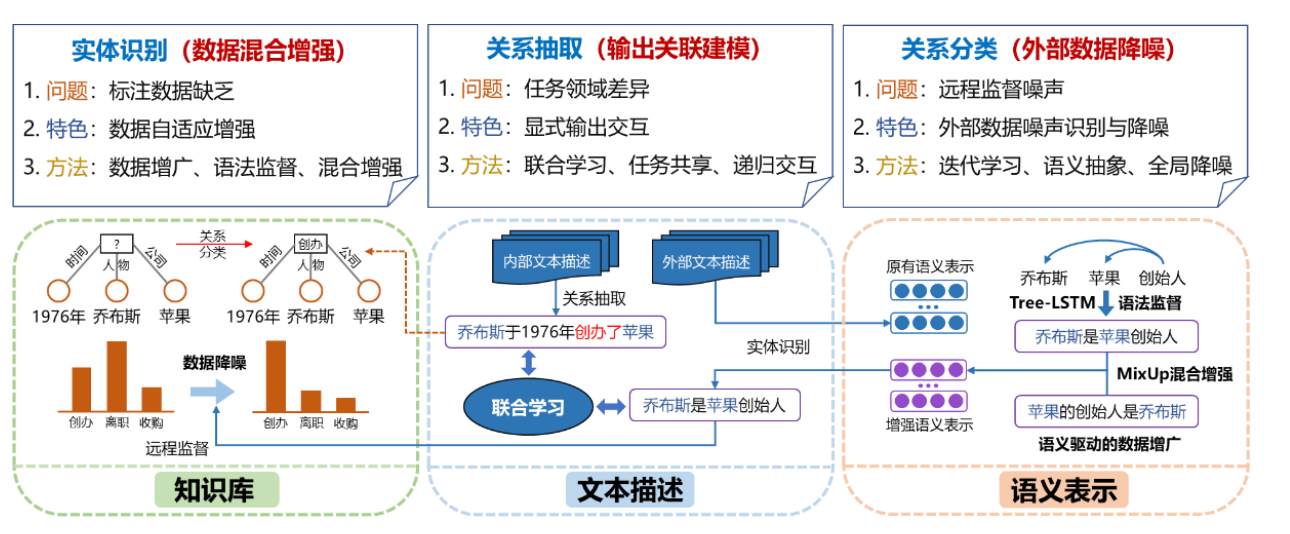 实体识别（数据混合增强）
1. 问题：标注数据缺乏
2. 特色：数据自适应增强
3. 方法：数据增广、语法监督、混合增强
关系抽取（输出关联建模）
1. 问题：任务领域差异
2. 特色：显式输出交互
3. 方法：联合学习、任务共享、递归交互
关系分类（外部数据降噪）
1. 问题：远程监督噪声
2. 特色：外部数据噪声识别与降噪
3. 方法：迭代学习、语义抽象、全局降噪
?
时间
人物
公司
1976年 乔布斯 苹果
关系
分类
创办
时间
人物
公司
1976年 乔布斯 苹果
创办 离职 收购
数据降噪
创办 离职 收购
远程监督
知识库
内部文本描述
外部文本描述
关系抽取
乔布斯于1976年创办了苹果
实体识别
联合学习
乔布斯是苹果创始人
文本描述
原有语义表示
...
...
增强语义表示
乔布斯 苹果 创始人
Tree-LSTM 语法监督
乔布斯是苹果创始人
MixUp混合增强
苹果的创始人是乔布斯
语义驱动的数据增广
语义表示